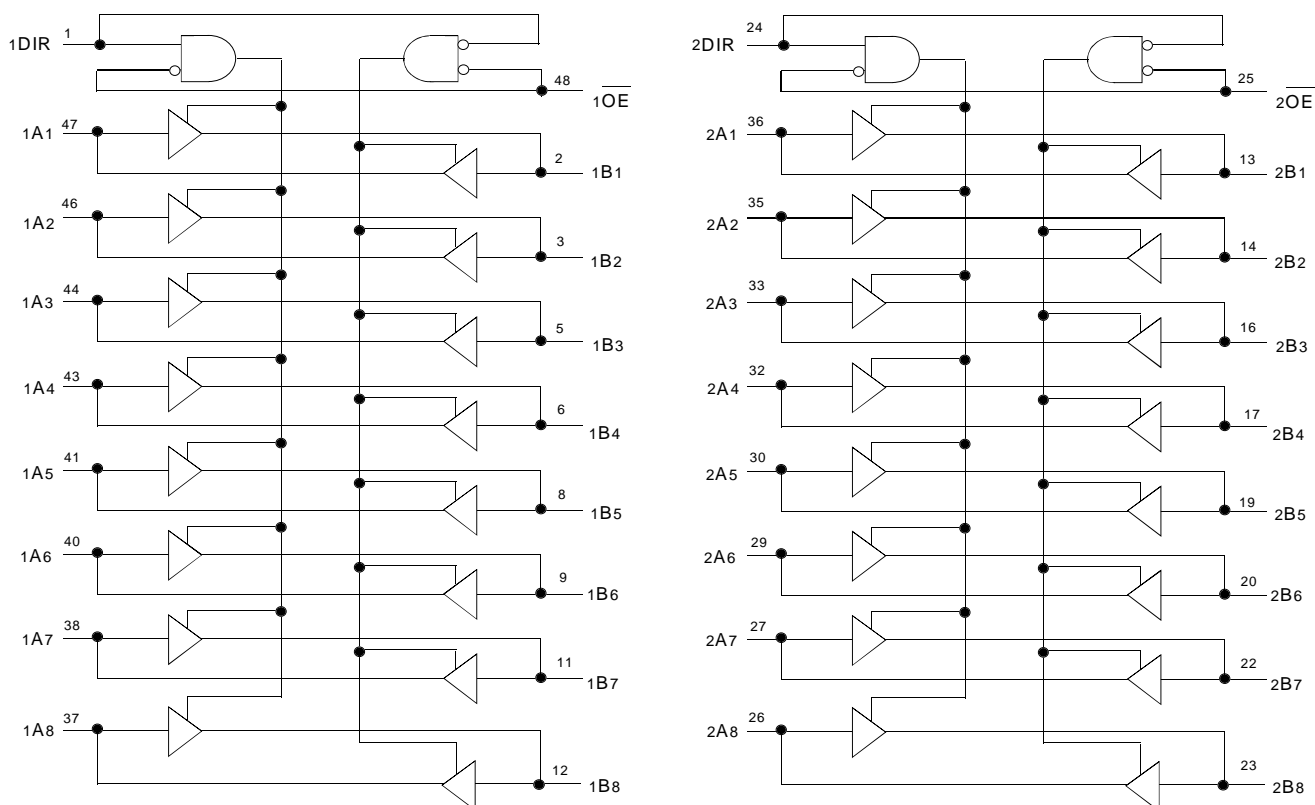 1DIR 1
48 1OE
1A1 47
2 1B1
1A2 46
3 1B2
1A3 44
5 1B3
1A4 43
6 1B4
1A5 41
8 1B5
1A6 40
9 1B6
1A7 38
11 1B7
1A8 37
12 1B8
2DIR 24
25 2OE
2A1 36
13 2B1
2A2 35
14 2B2
2A3 33
16 2B3
2A4 32
17 2B4
2A5 30
19 2B5
2A6 29
20 2B6
2A7 27
22 2B7
2A8 26
23 2B8